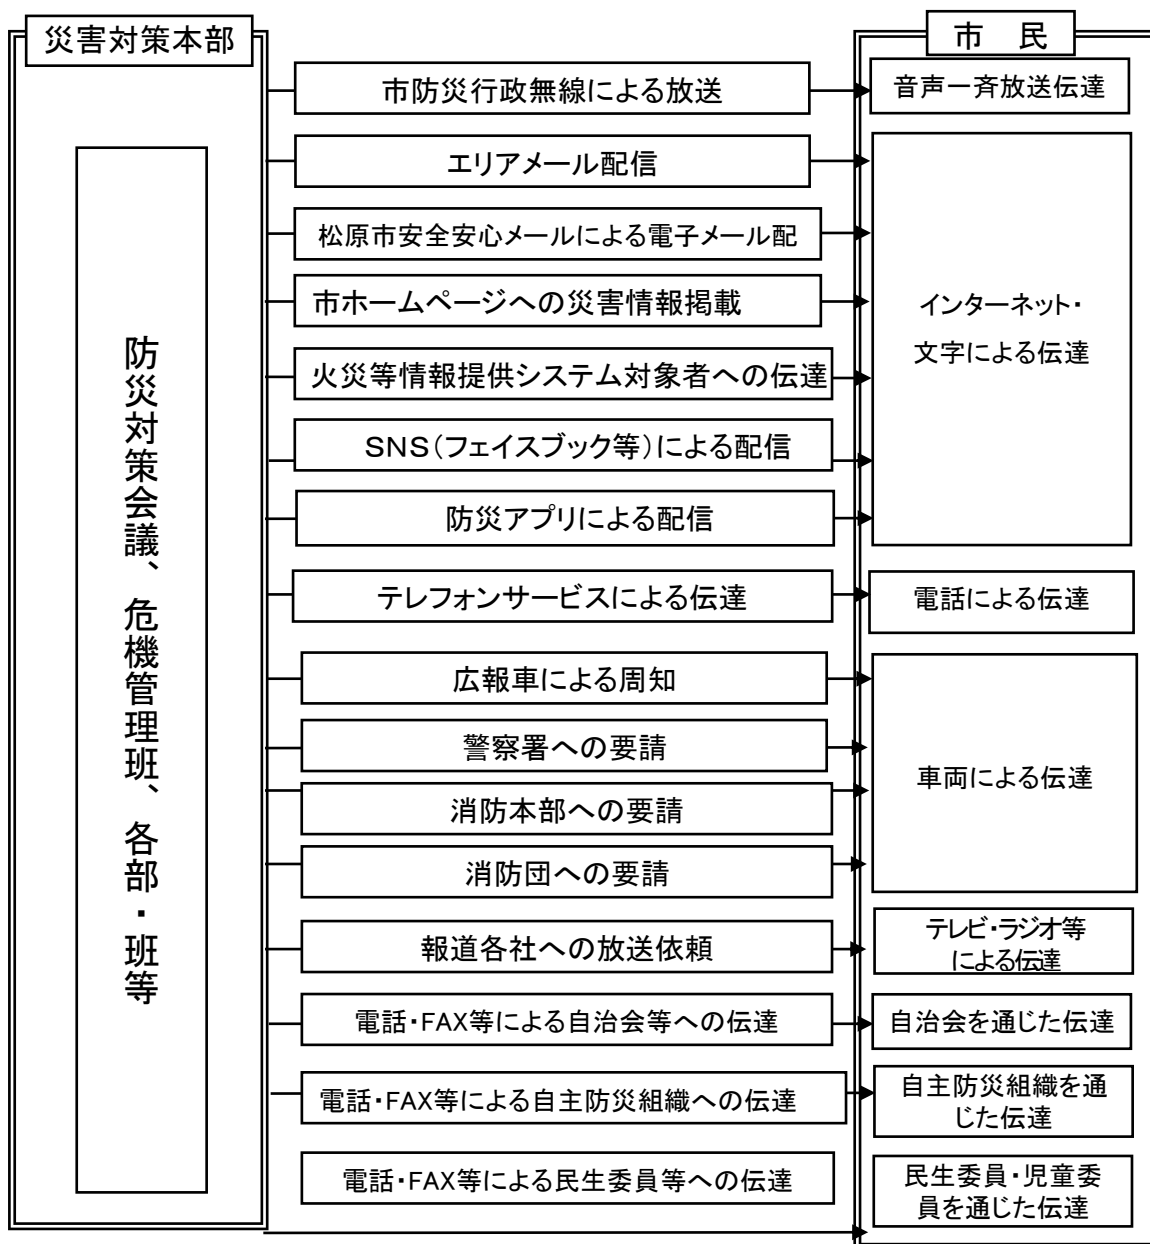 災害対策本部
市　民
市防災行政無線による放送
音声一斉放送伝達
エリアメール配信
松原市安全安心メールによる電子メール配
市ホームページへの災害情報掲載
火災等情報提供システム対象者への伝達
SNS(フェイスブック等)による配信
防災アプリによる配信
インターネット・
文字による伝達
テレフォンサービスによる伝達
電話による伝達
広報車による周知
警察署への要請
消防本部への要請
消防団への要請
車両による伝達
報道各社への放送依頼
テレビ・ラジオ等
による伝達
電話・FAX等による自治会等への伝達
自治会を通じた伝達
電話・FAX等による自主防災組織への伝達
自主防災組織を通
じた伝達
電話・FAX等による民生委員等への伝達
民生委員・児童委
員を通じた伝達
防災対策会議、危機管理班、各部・班等